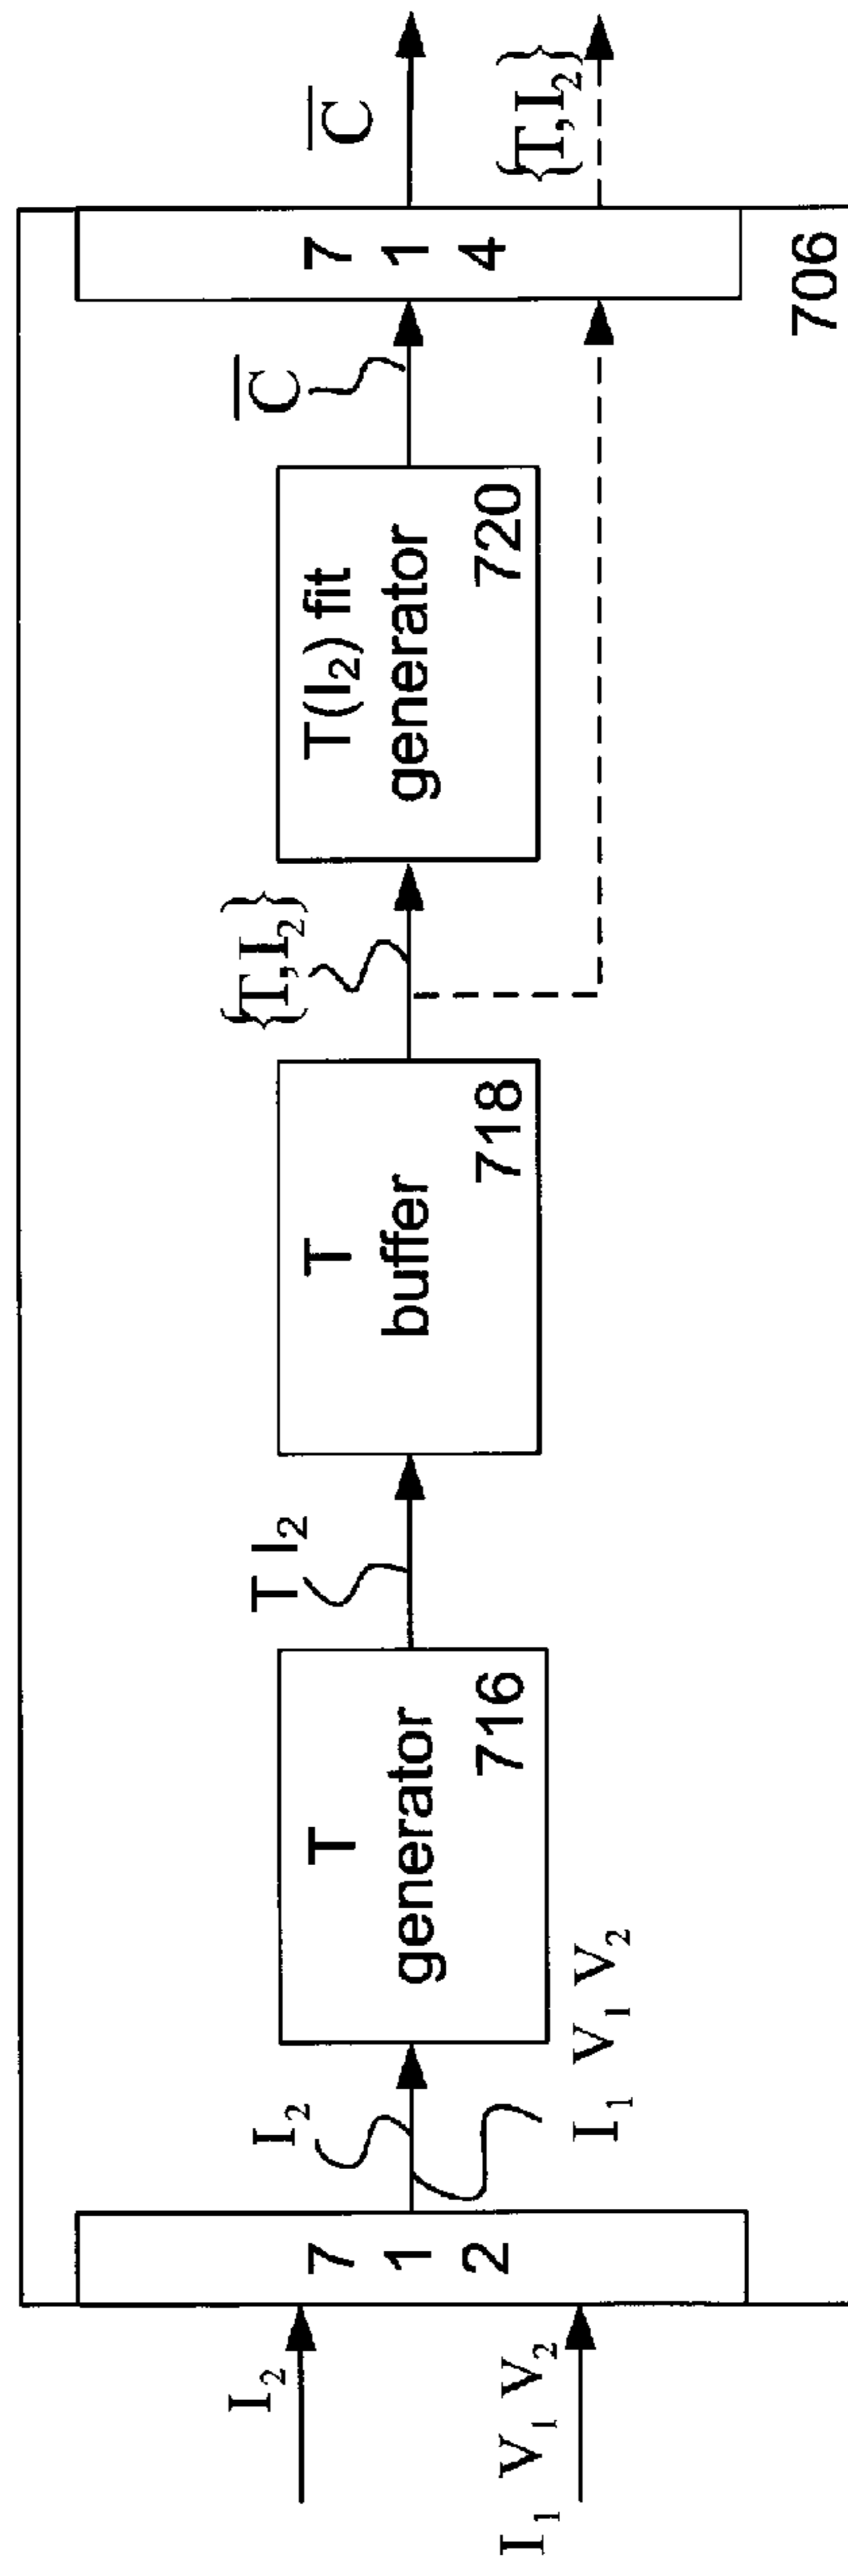 I₂
I₁ V₁ V₂
7
1
2
I₂
I₁ V₁ V₂
T
generator
716
T I₂
T
buffer
718
{T,I₂}
T(I₂) fit
generator
720
C̅
7
1
4
C̅
{T,I₂}
706